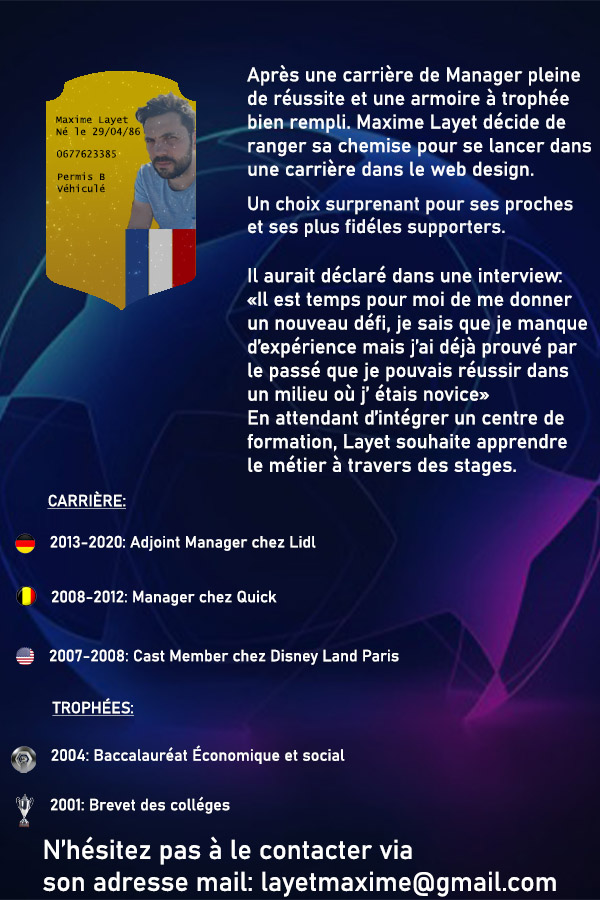 Maxime Layet
Né le 29/04/86
0677623385
Permis B
Véhiculé
Après une carrière de Manager pleine
de réussite et une armoire à trophée
bien rempli. Maxime Layet décide de
ranger sa chemise pour se lancer dans
une carrière dans le web design.
Un choix surprenant pour ses proches
et ses plus fidéles supporters.
Il aurait déclaré dans une interview:
«Il est temps pour moi de me donner
un nouveau défi, je sais que je manque
d'expérience mais j'ai déjà prouvé par
le passé que je pouvais réussir dans
un milieu où j' étais novice»
En attendant d'intégrer un centre de
formation, Layet souhaite apprendre
le métier à travers des stages.
CARRIÈRE:
2013-2020: Adjoint Manager chez Lidl
2008-2012: Manager chez Quick
2007-2008: Cast Member chez Disney Land Paris
TROPHÉES:
2004: Baccalauréat Économique et social
2001: Brevet des colléges
N'hésitez pas à le contacter via
son adresse mail: layetmaxime@gmail.com